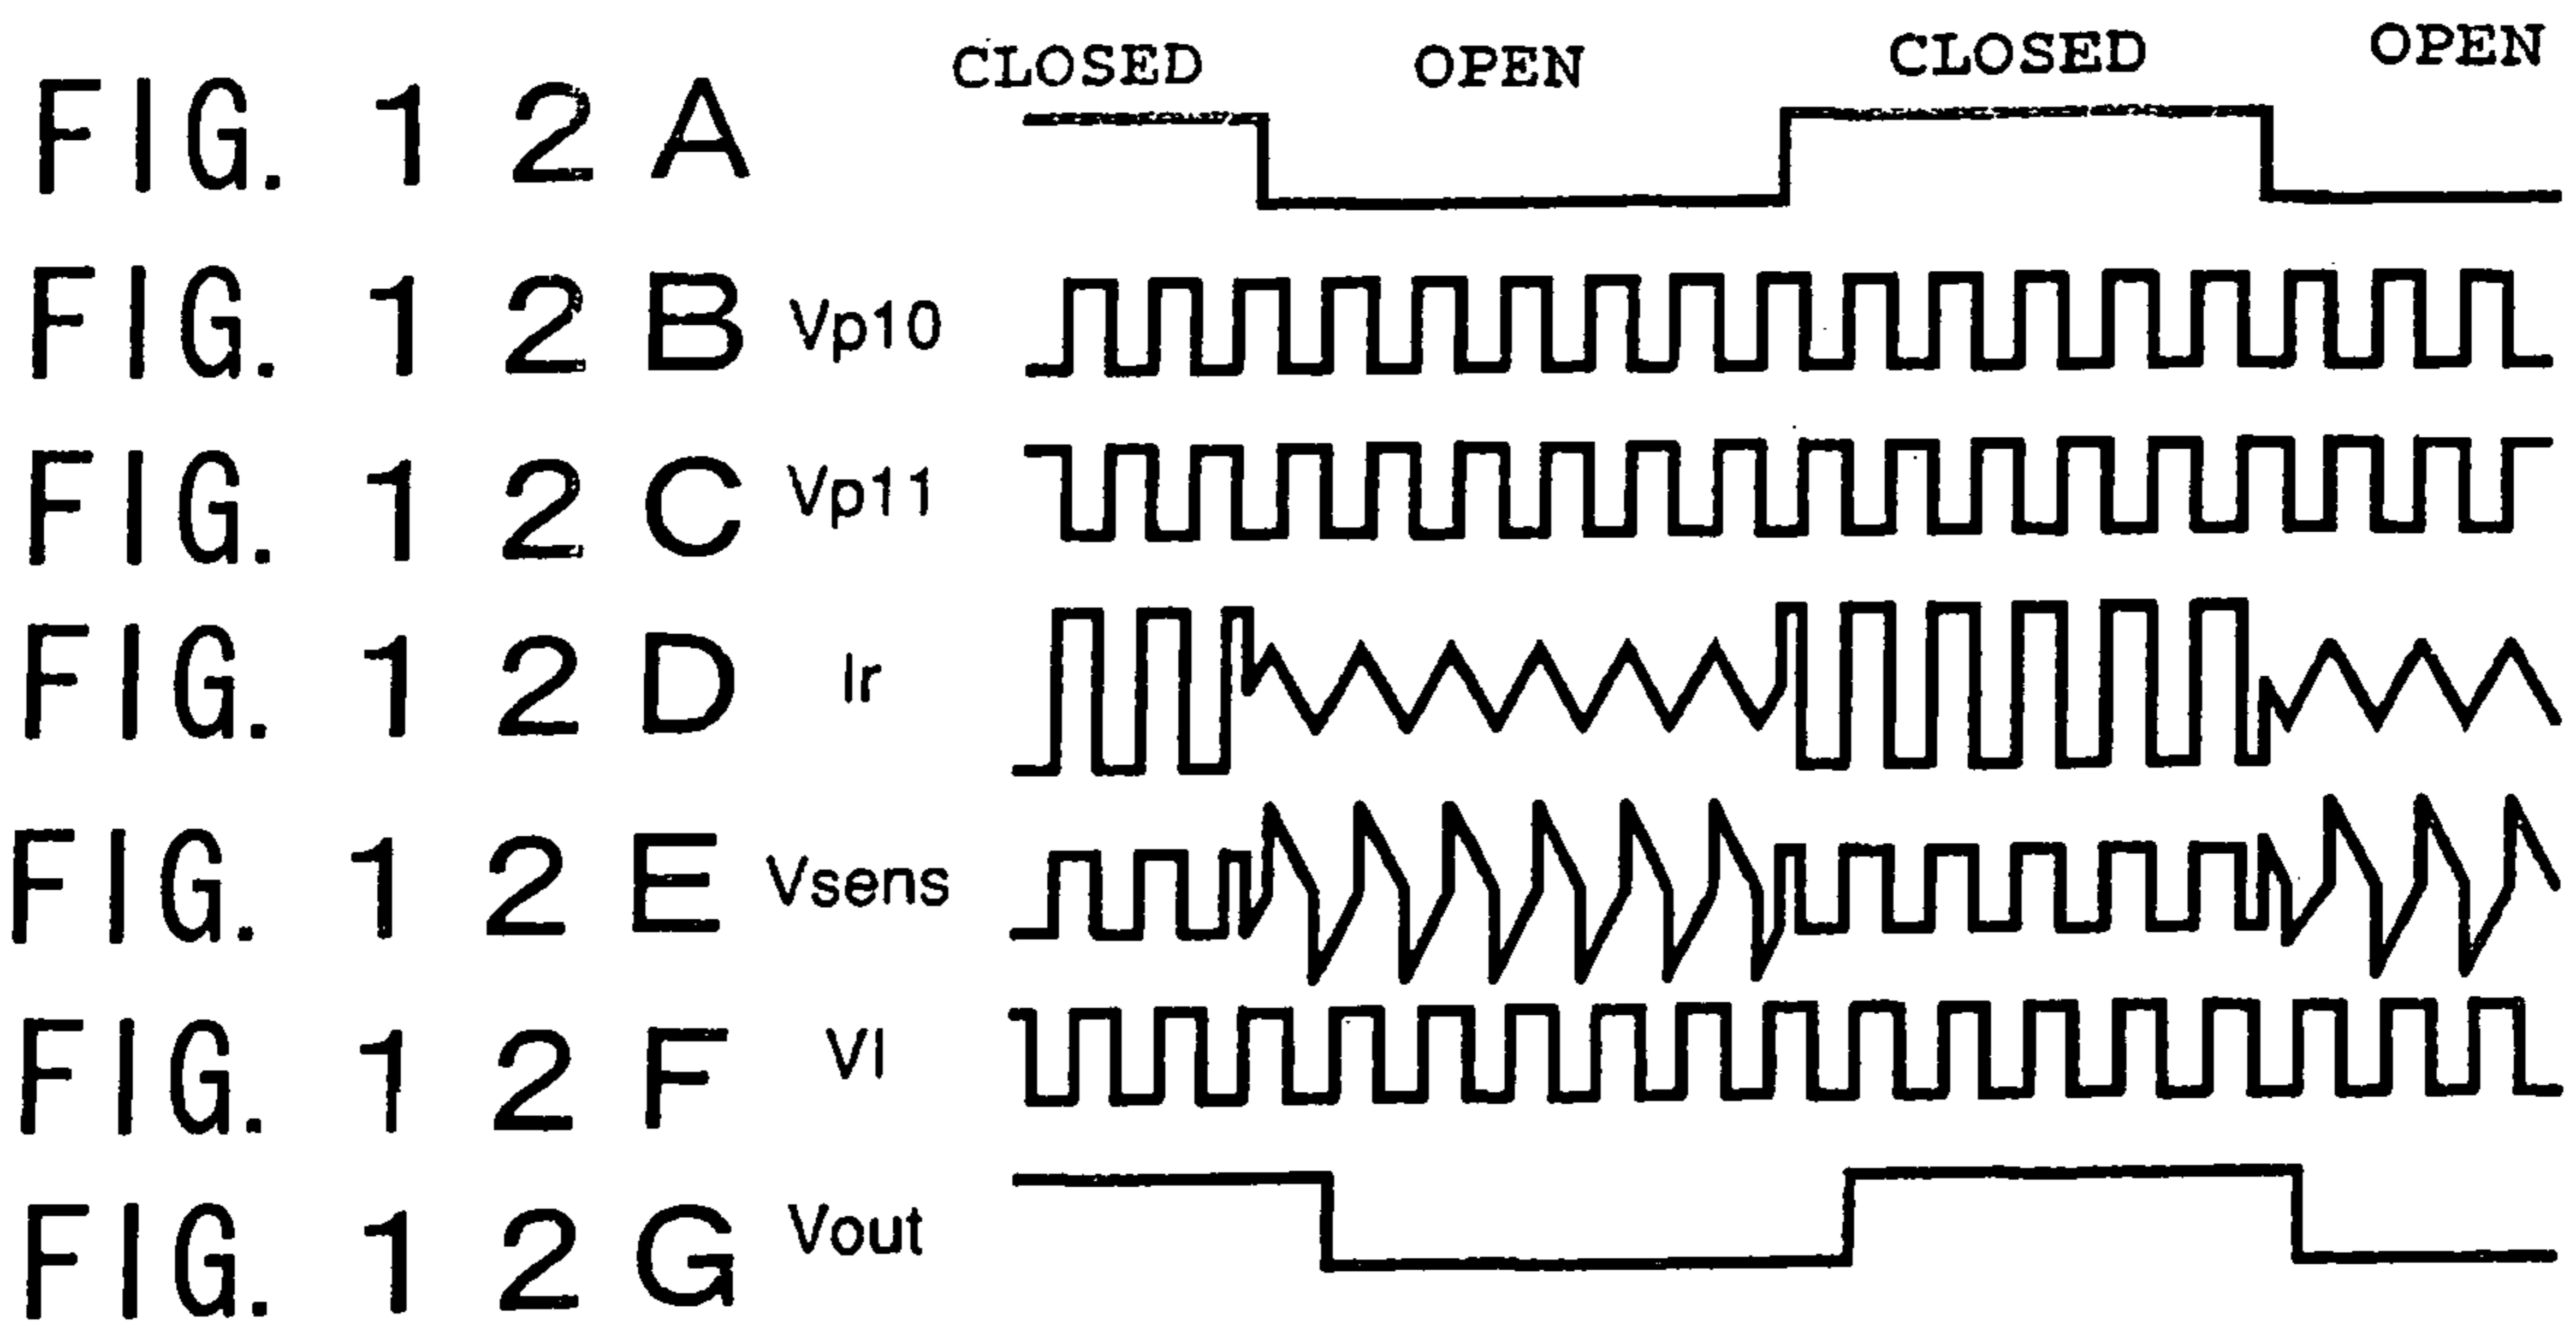 CLOSED OPEN CLOSED OPEN
FIG. 12A
FIG. 12B Vp10
FIG. 12C Vp11
FIG. 12D Ir
FIG. 12E Vsens
FIG. 12F VI
FIG. 12G Vout